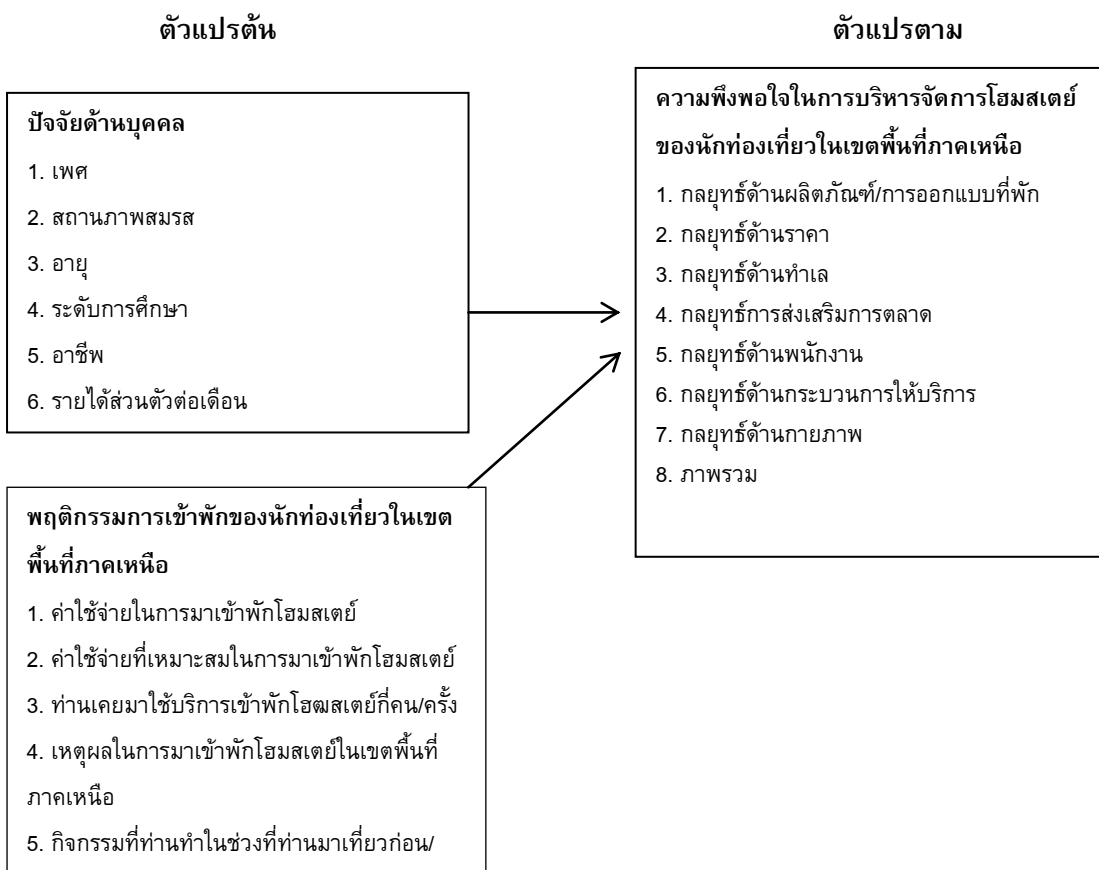 ตัวแปรต้น
ตัวแปรตาม
ปัจจัยด้านบุคคล
1. เพศ
2. สถานภาพสมรส
3. อายุ
4. ระดับการศึกษา
5. อาชีพ
6. รายได้ส่วนตัวต่อเดือน
พฤติกรรมการเข้าพักของนักท่องเที่ยวในเขต
พื้นที่ภาคเหนือ
1. ค่าใช้จ่ายในการมาเข้าพักโฮมสเตย์
2. ค่าใช้จ่ายที่เหมาะสมในการมาเข้าพักโฮมสเตย์
3. ท่านเคยมาใช้บริการเข้าพักโฮฒสเตย์กี่คน/ครั้ง
4. เหตุผลในการมาเข้าพักโฮมสเตย์ในเขตพื้นที่
ภาคเหนือ
5. กิจกรรมที่ท่านทำในช่วงที่ท่านมาเที่ยวก่อน/
ความพึงพอใจในการบริหารจัดการโฮมสเตย์
ของนักท่องเที่ยวในเขตพื้นที่ภาคเหนือ
1. กลยุทธ์ด้านผลิตภัณฑ์/การออกแบบที่พัก
2. กลยุทธ์ด้านราคา
3. กลยุทธ์ด้านทำเล
4. กลยุทธ์การส่งเสริมการตลาด
5. กลยุทธ์ด้านพนักงาน
6. กลยุทธ์ด้านกระบวนการให้บริการ
7. กลยุทธ์ด้านกายภาพ
8. ภาพรวม